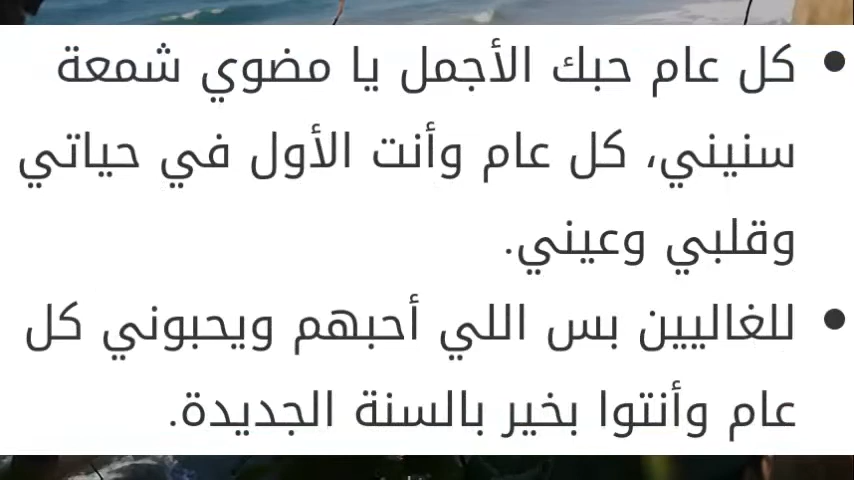 كل عام حبك الأجمل يا مضوي شمعة
سنيني، كل عام وأنت الأول في حياتي
وقلبي وعيني.
للغاليين بس اللي أحبهم ويحبوني كل
عام وأنتوا بخير بالسنة الجديدة.